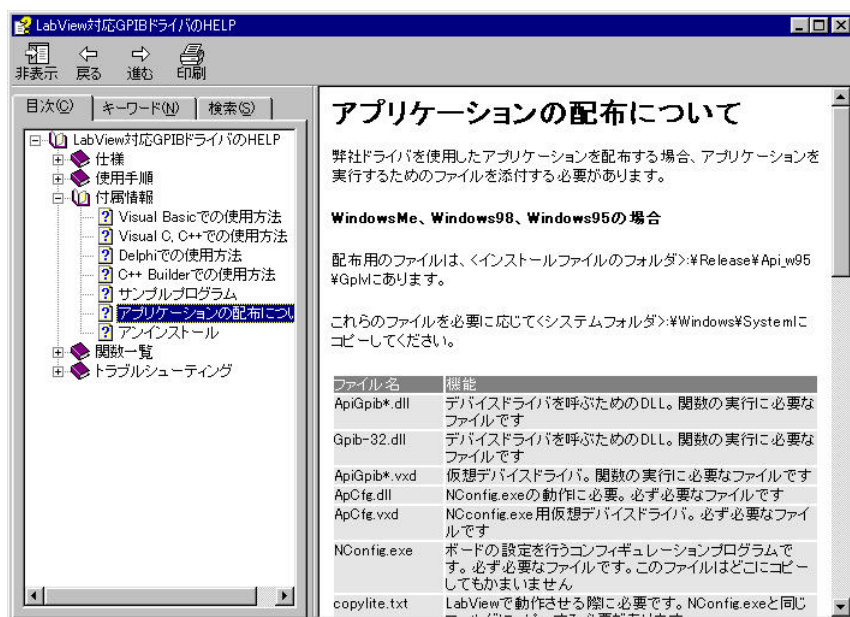 LabView対応GPIBドライバのHELP
非表示 戻る 進む 印刷
目次(C) キーワード(N) 検索(S)
LabView対応GPIBドライバのHELP
仕様
使用手順
付属情報
Visual Basicでの使用方法
Visual C, C++での使用方法
Delphiでの使用方法
C++ Builderでの使用方法
サンプルプログラム
アプリケーションの配布につい
アンインストール
関数一覧
トラブルシューティング
アプリケーションの配布について
弊社ドライバを使用したアプリケーションを配布する場合、アプリケーションを
実行するためのファイルを添付する必要があります。
WindowsMe、Windows98、Windows95の場合
配布用のファイルは、<インストールファイルのフォルダ>:¥Release¥Api_w95
¥Gplvにあります。
これらのファイルを必要に応じて<システムフォルダ>:¥Windows¥Systemに
コピーしてください。
ファイル名 機能
ApiGpib*.dll デバイスドライバを呼ぶためのDLL。関数の実行に必要な
ファイルです
Gpib-32.dll デバイスドライバを呼ぶためのDLL。関数の実行に必要な
ファイルです
ApiGpib*.vxd 仮想デバイスドライバ。関数の実行に必要なファイルです
ApCfg.dll NConfig.exeの動作に必要。必ず必要なファイルです
ApCfg.vxd NCconfig.exe用仮想デバイスドライバ。必ず必要なファイ
ルです
NConfig.exe ボードの設定を行うコンフィギュレーションプログラムで
す。必ず必要なファイルです。このファイルはどこにコピー
してもかまいません
copylite.txt LabViewで動作させる際に必要です。NConfig.exeと同じ